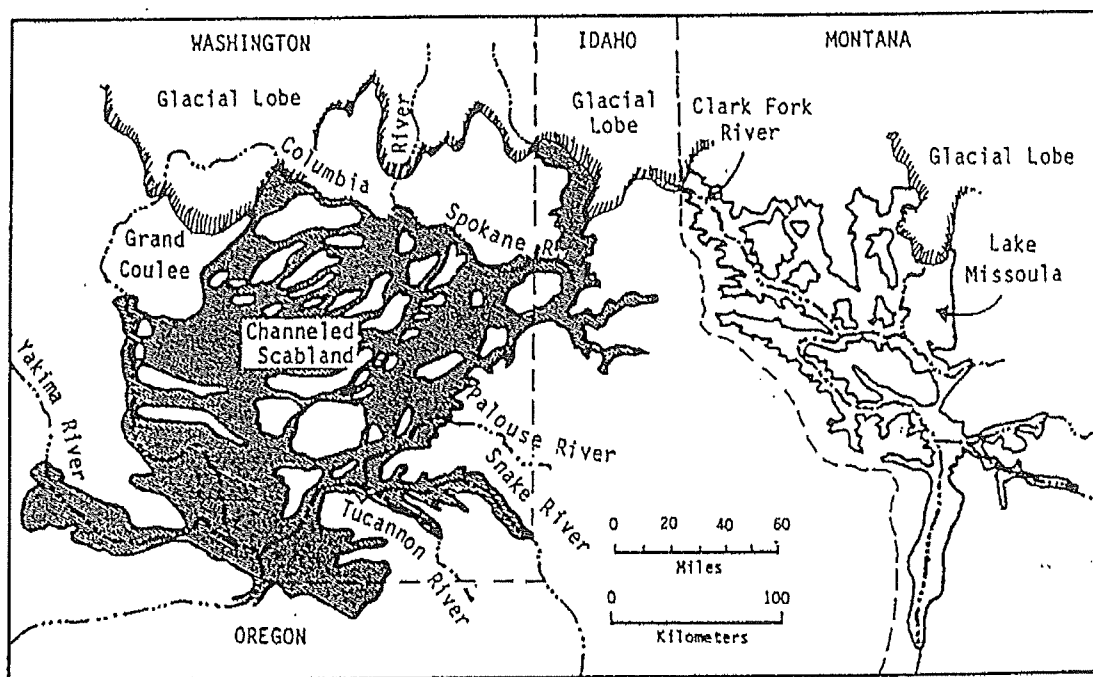 WASHINGTON
IDAHO
MONTANA
Glacial Lobe
River
Glacial
Lobe
Clark Fork
River
Glacial Lobe
Columbia
Spokane R.
Grand
Coulee
Lake
Missoula
Channeled
Scabland
Yakima
River
Palouse River
Snake River
Tucannon
River
0 20 40 60
Miles
0 100
Kilometers
OREGON